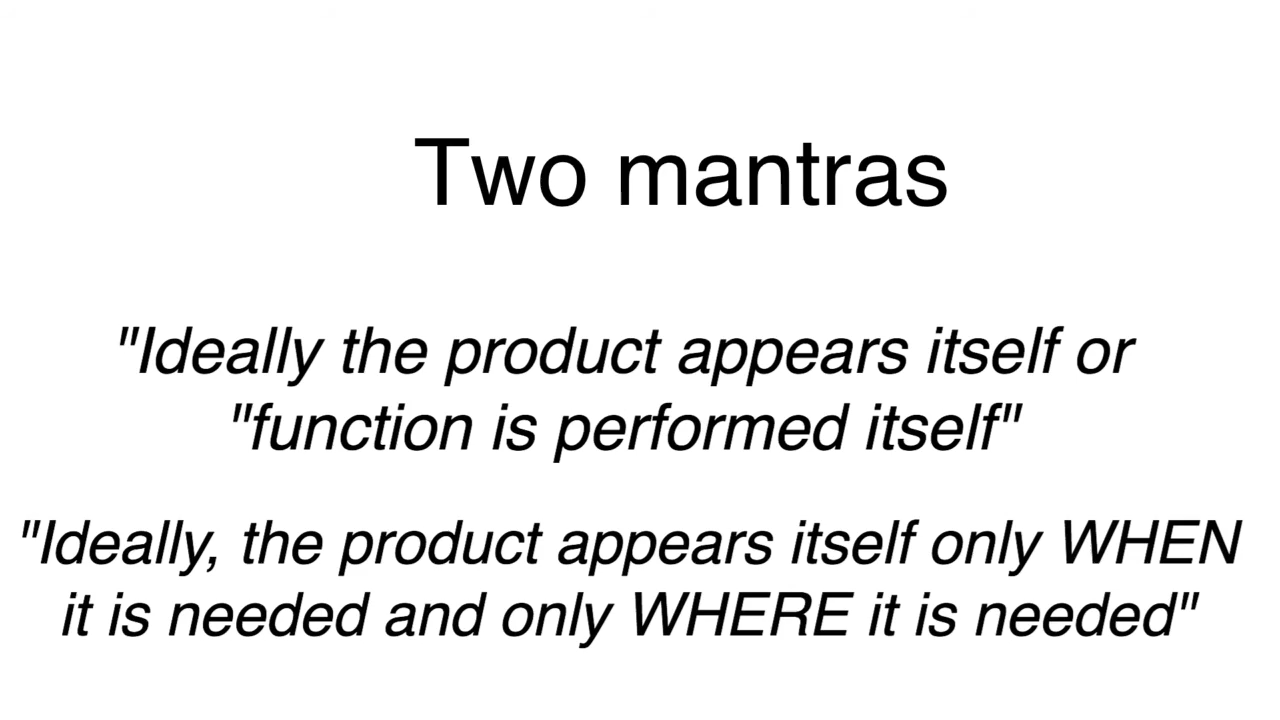 Two mantras
"Ideally the product appears itself or
"function is performed itself"
"Ideally, the product appears itself only WHEN
it is needed and only WHERE it is needed"